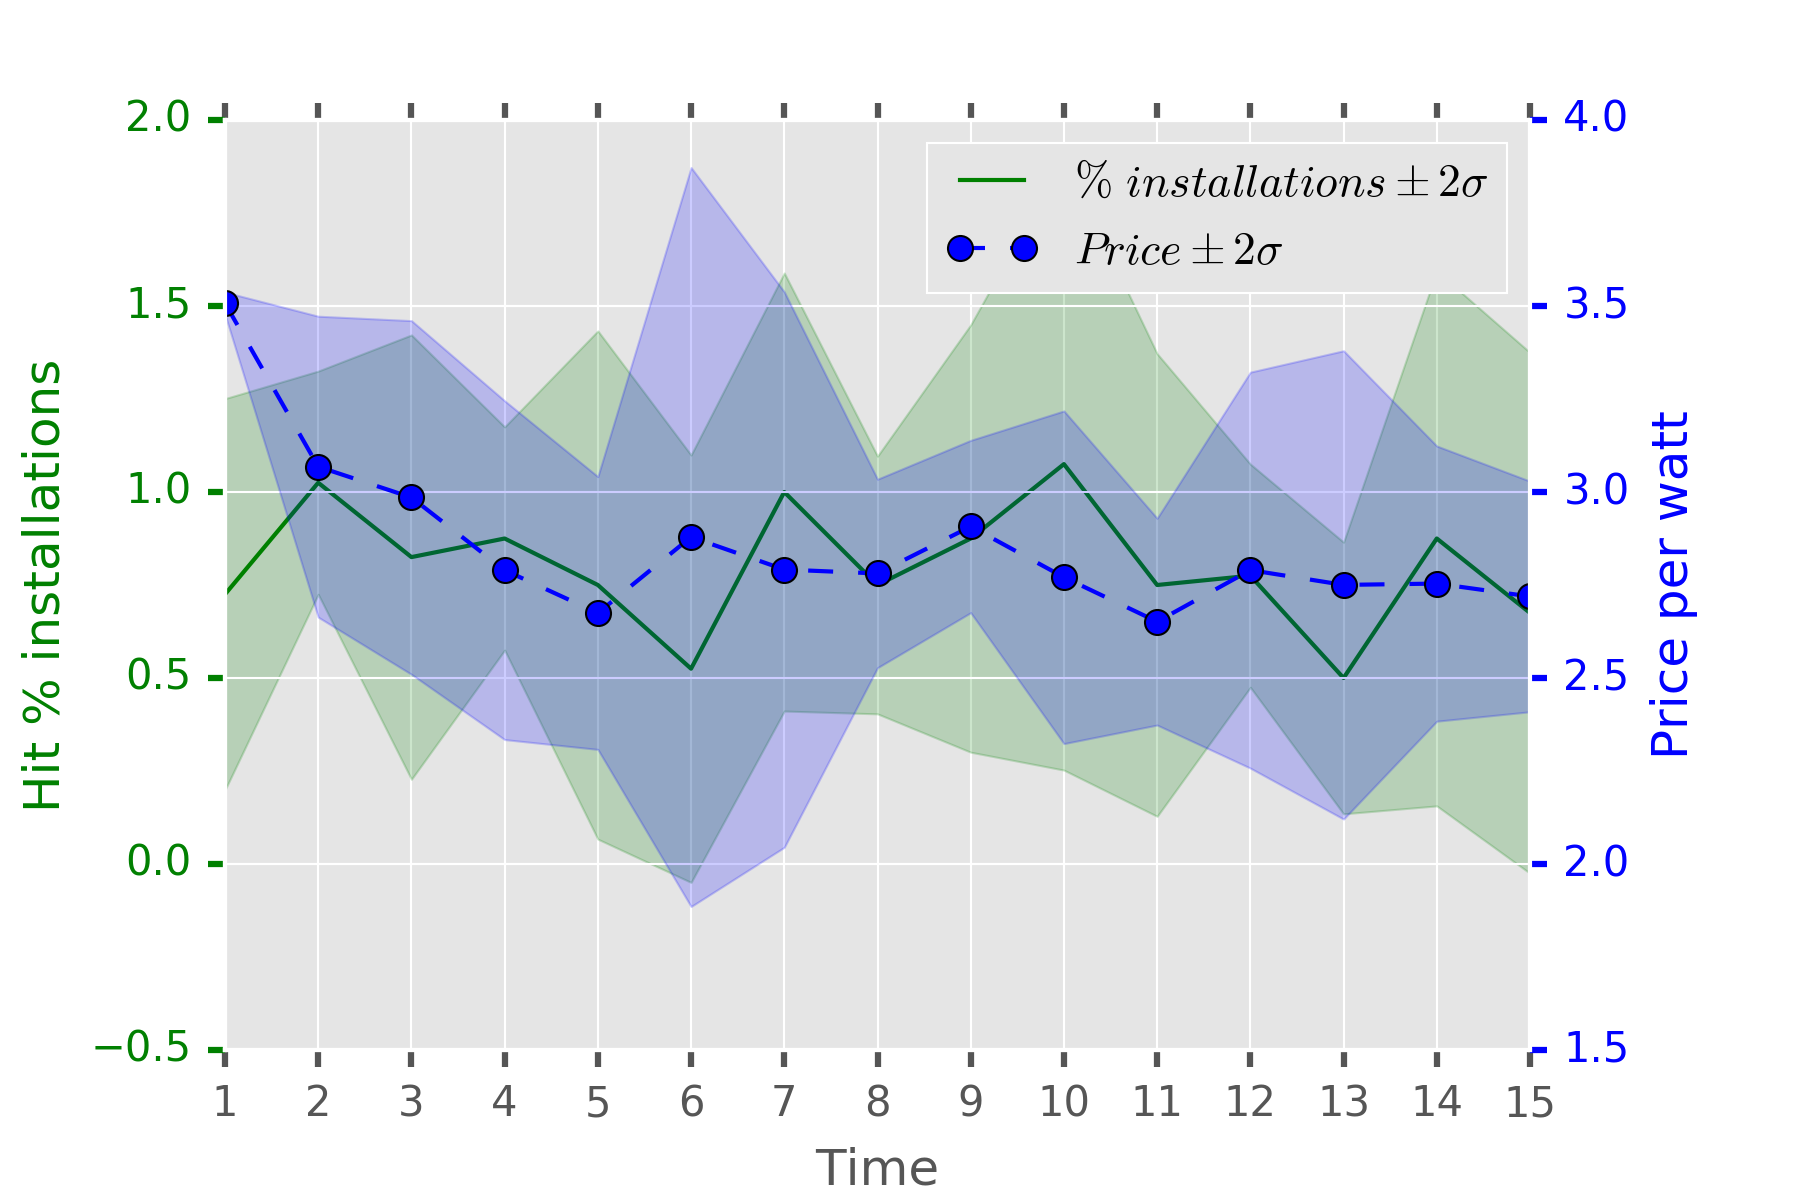 % installations ± 2σ
Price ± 2σ
2.0
1.5
1.0
0.5
0.0
−0.5
4.0
3.5
3.0
2.5
2.0
1.5
Hit % installations
Price per watt
1 2 3 4 5 6 7 8 9 10 11 12 13 14 15
Time